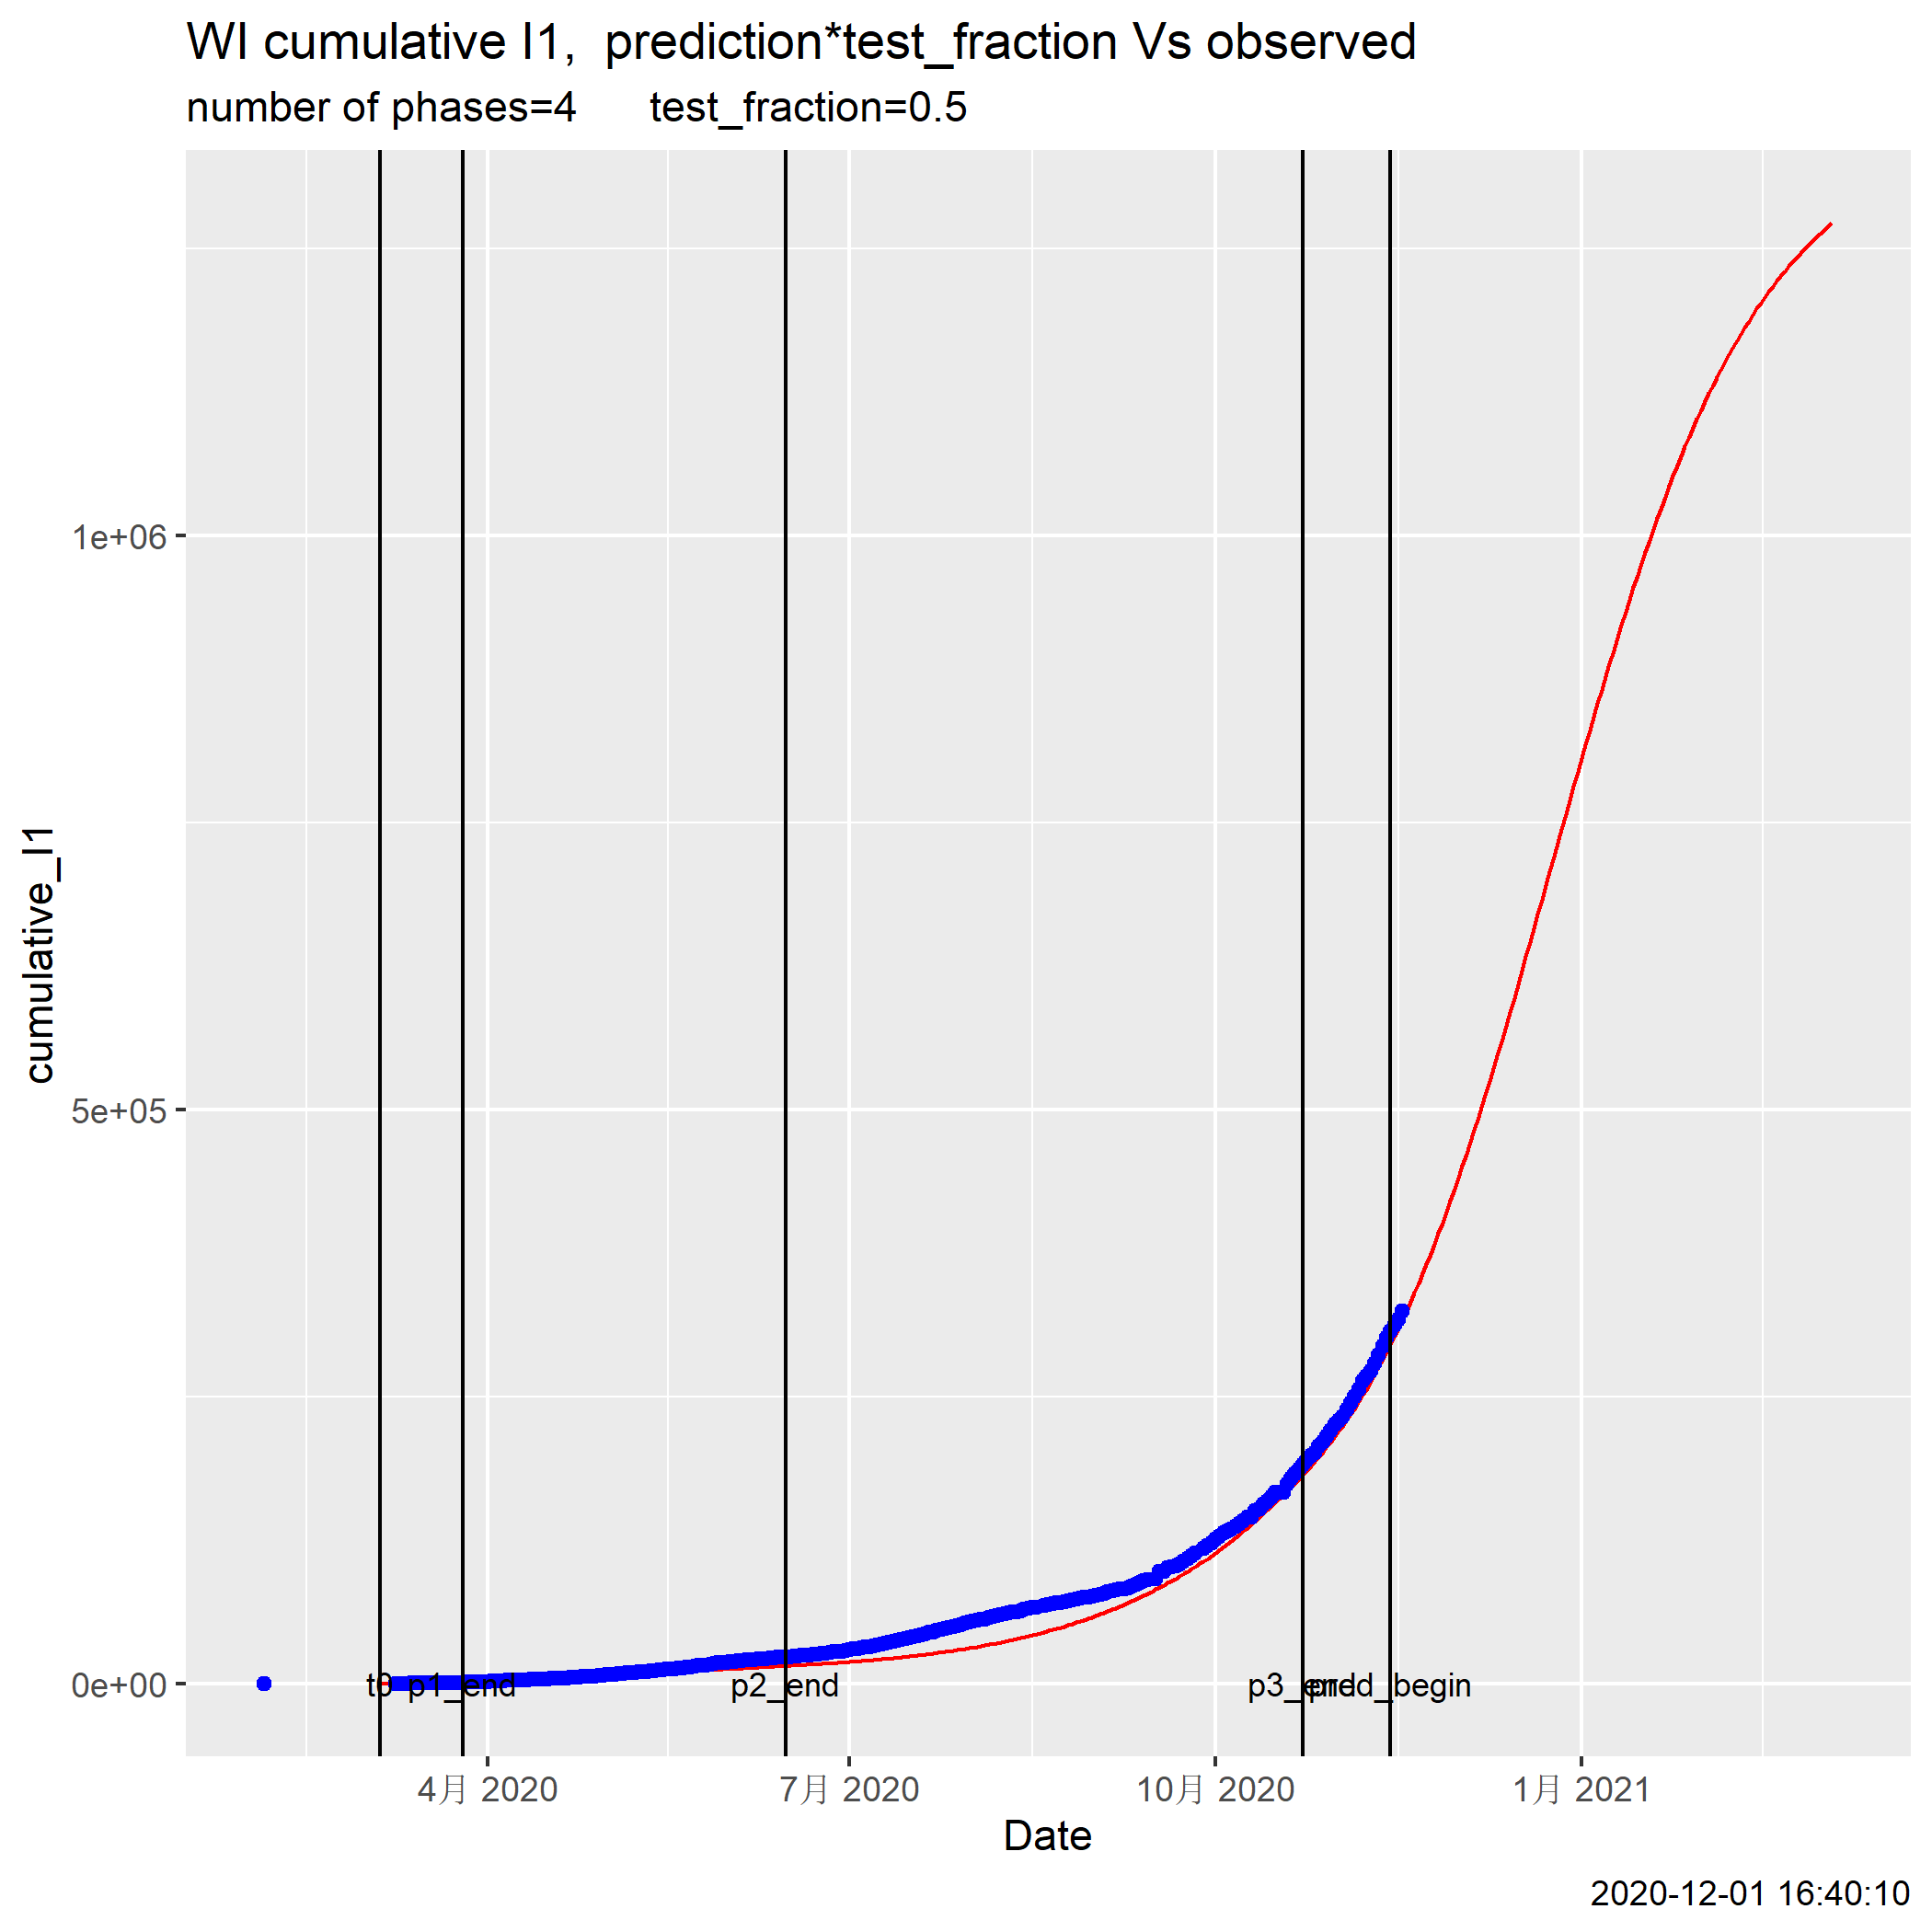 WI cumulative I1,  prediction*test_fraction Vs observed
number of phases=4      test_fraction=0.5
cumulative_I1
1e+06
5e+05
0e+00
t0 p1_end p2_end p3_end pred_begin
4月 2020 7月 2020 10月 2020 1月 2021
Date
2020-12-01 16:40:10